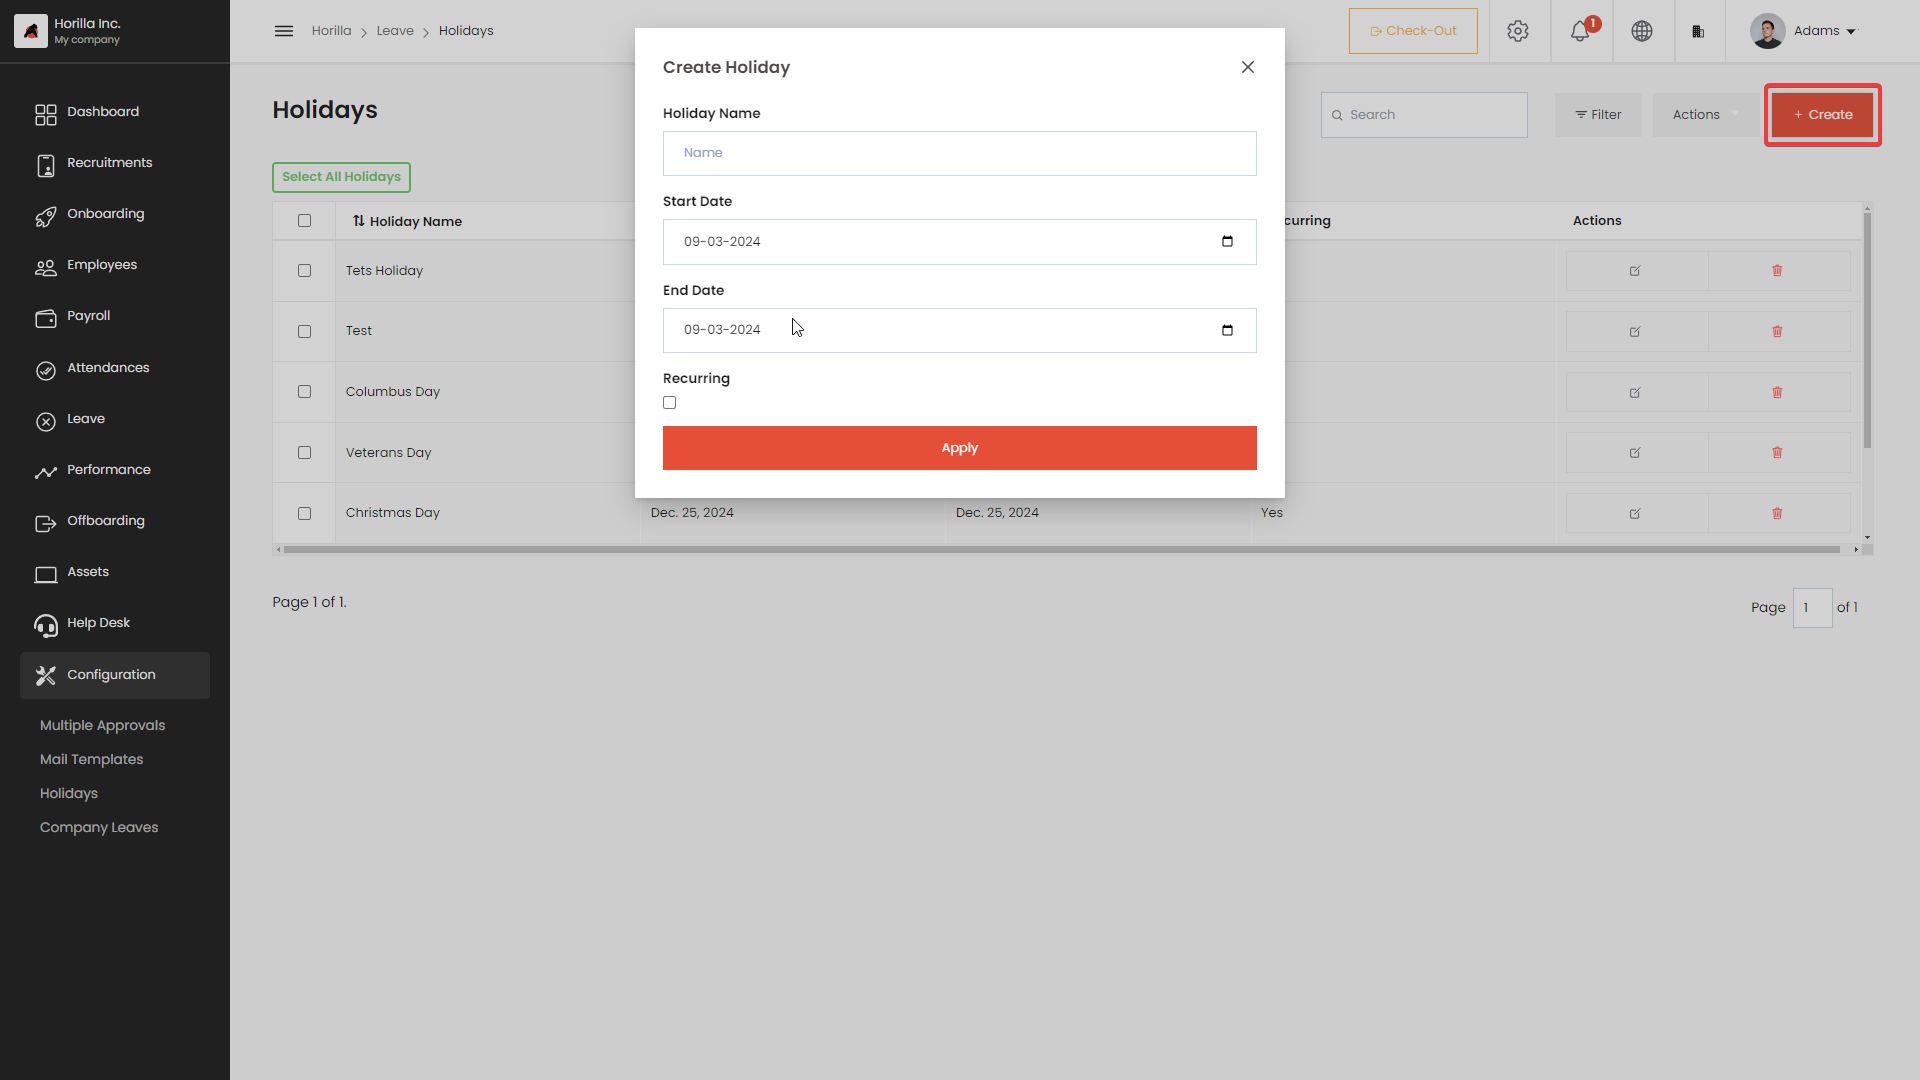 Horilla Inc.
My company
Dashboard
Recruitments
Onboarding
Employees
Payroll
Attendances
Leave
Performance
Offboarding
Assets
Help Desk
Configuration
Multiple Approvals
Mail Templates
Holidays
Company Leaves
Horilla > Leave > Holidays
Check-Out
1
Adams
Holidays
Search
Filter
Actions
+ Create
Select All Holidays
Holiday Name
curring
Actions
Tets Holiday
Test
Columbus Day
Veterans Day
Christmas Day Dec. 25, 2024 Dec. 25, 2024 Yes
Page 1 of 1.
Page 1 of 1
Create Holiday
Holiday Name
Name
Start Date
09-03-2024
End Date
09-03-2024
Recurring
Apply